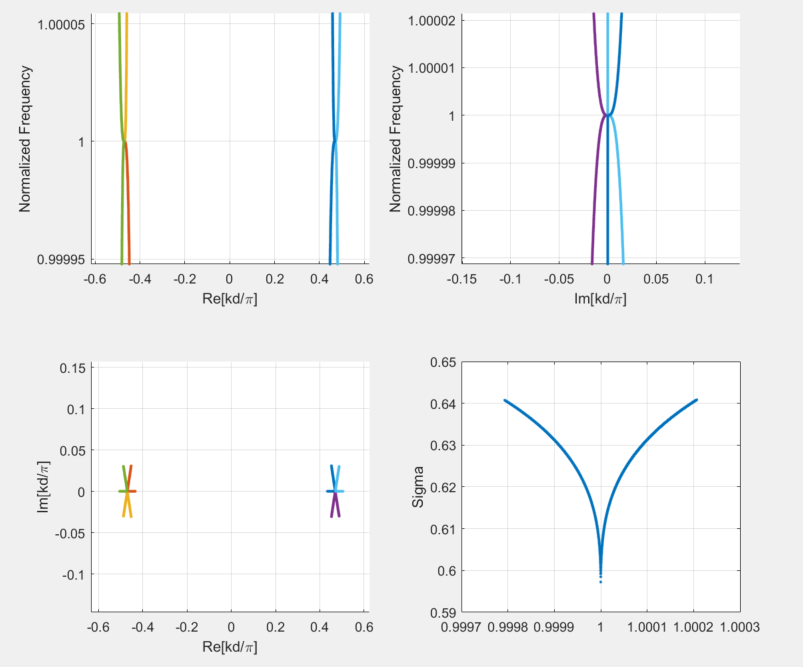 1.00005
1
0.99995
Normalized Frequency
-0.6 -0.4 -0.2 0 0.2 0.4 0.6
Re[kd/π]
1.00002
1.00001
1
0.99999
0.99998
0.99997
Normalized Frequency
-0.15 -0.1 -0.05 0 0.05 0.1
Im[kd/π]
0.15
0.1
0.05
0
-0.05
-0.1
Im[kd/π]
-0.6 -0.4 -0.2 0 0.2 0.4 0.6
Re[kd/π]
0.65
0.64
0.63
0.62
0.61
0.6
0.59
Sigma
0.9997 0.9998 0.9999 1 1.0001 1.0002 1.0003